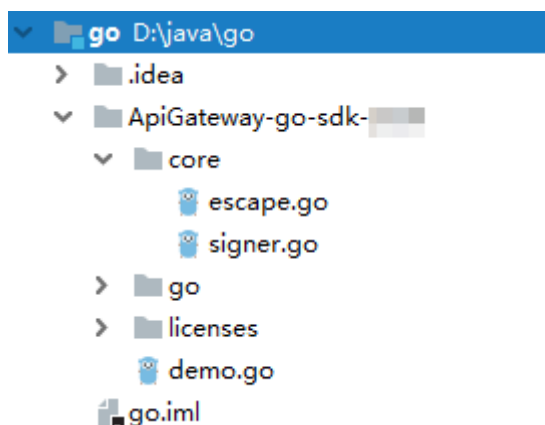 go D:\java\go
.idea
ApiGateway-go-sdk-
core
escape.go
signer.go
go
licenses
demo.go
go.iml